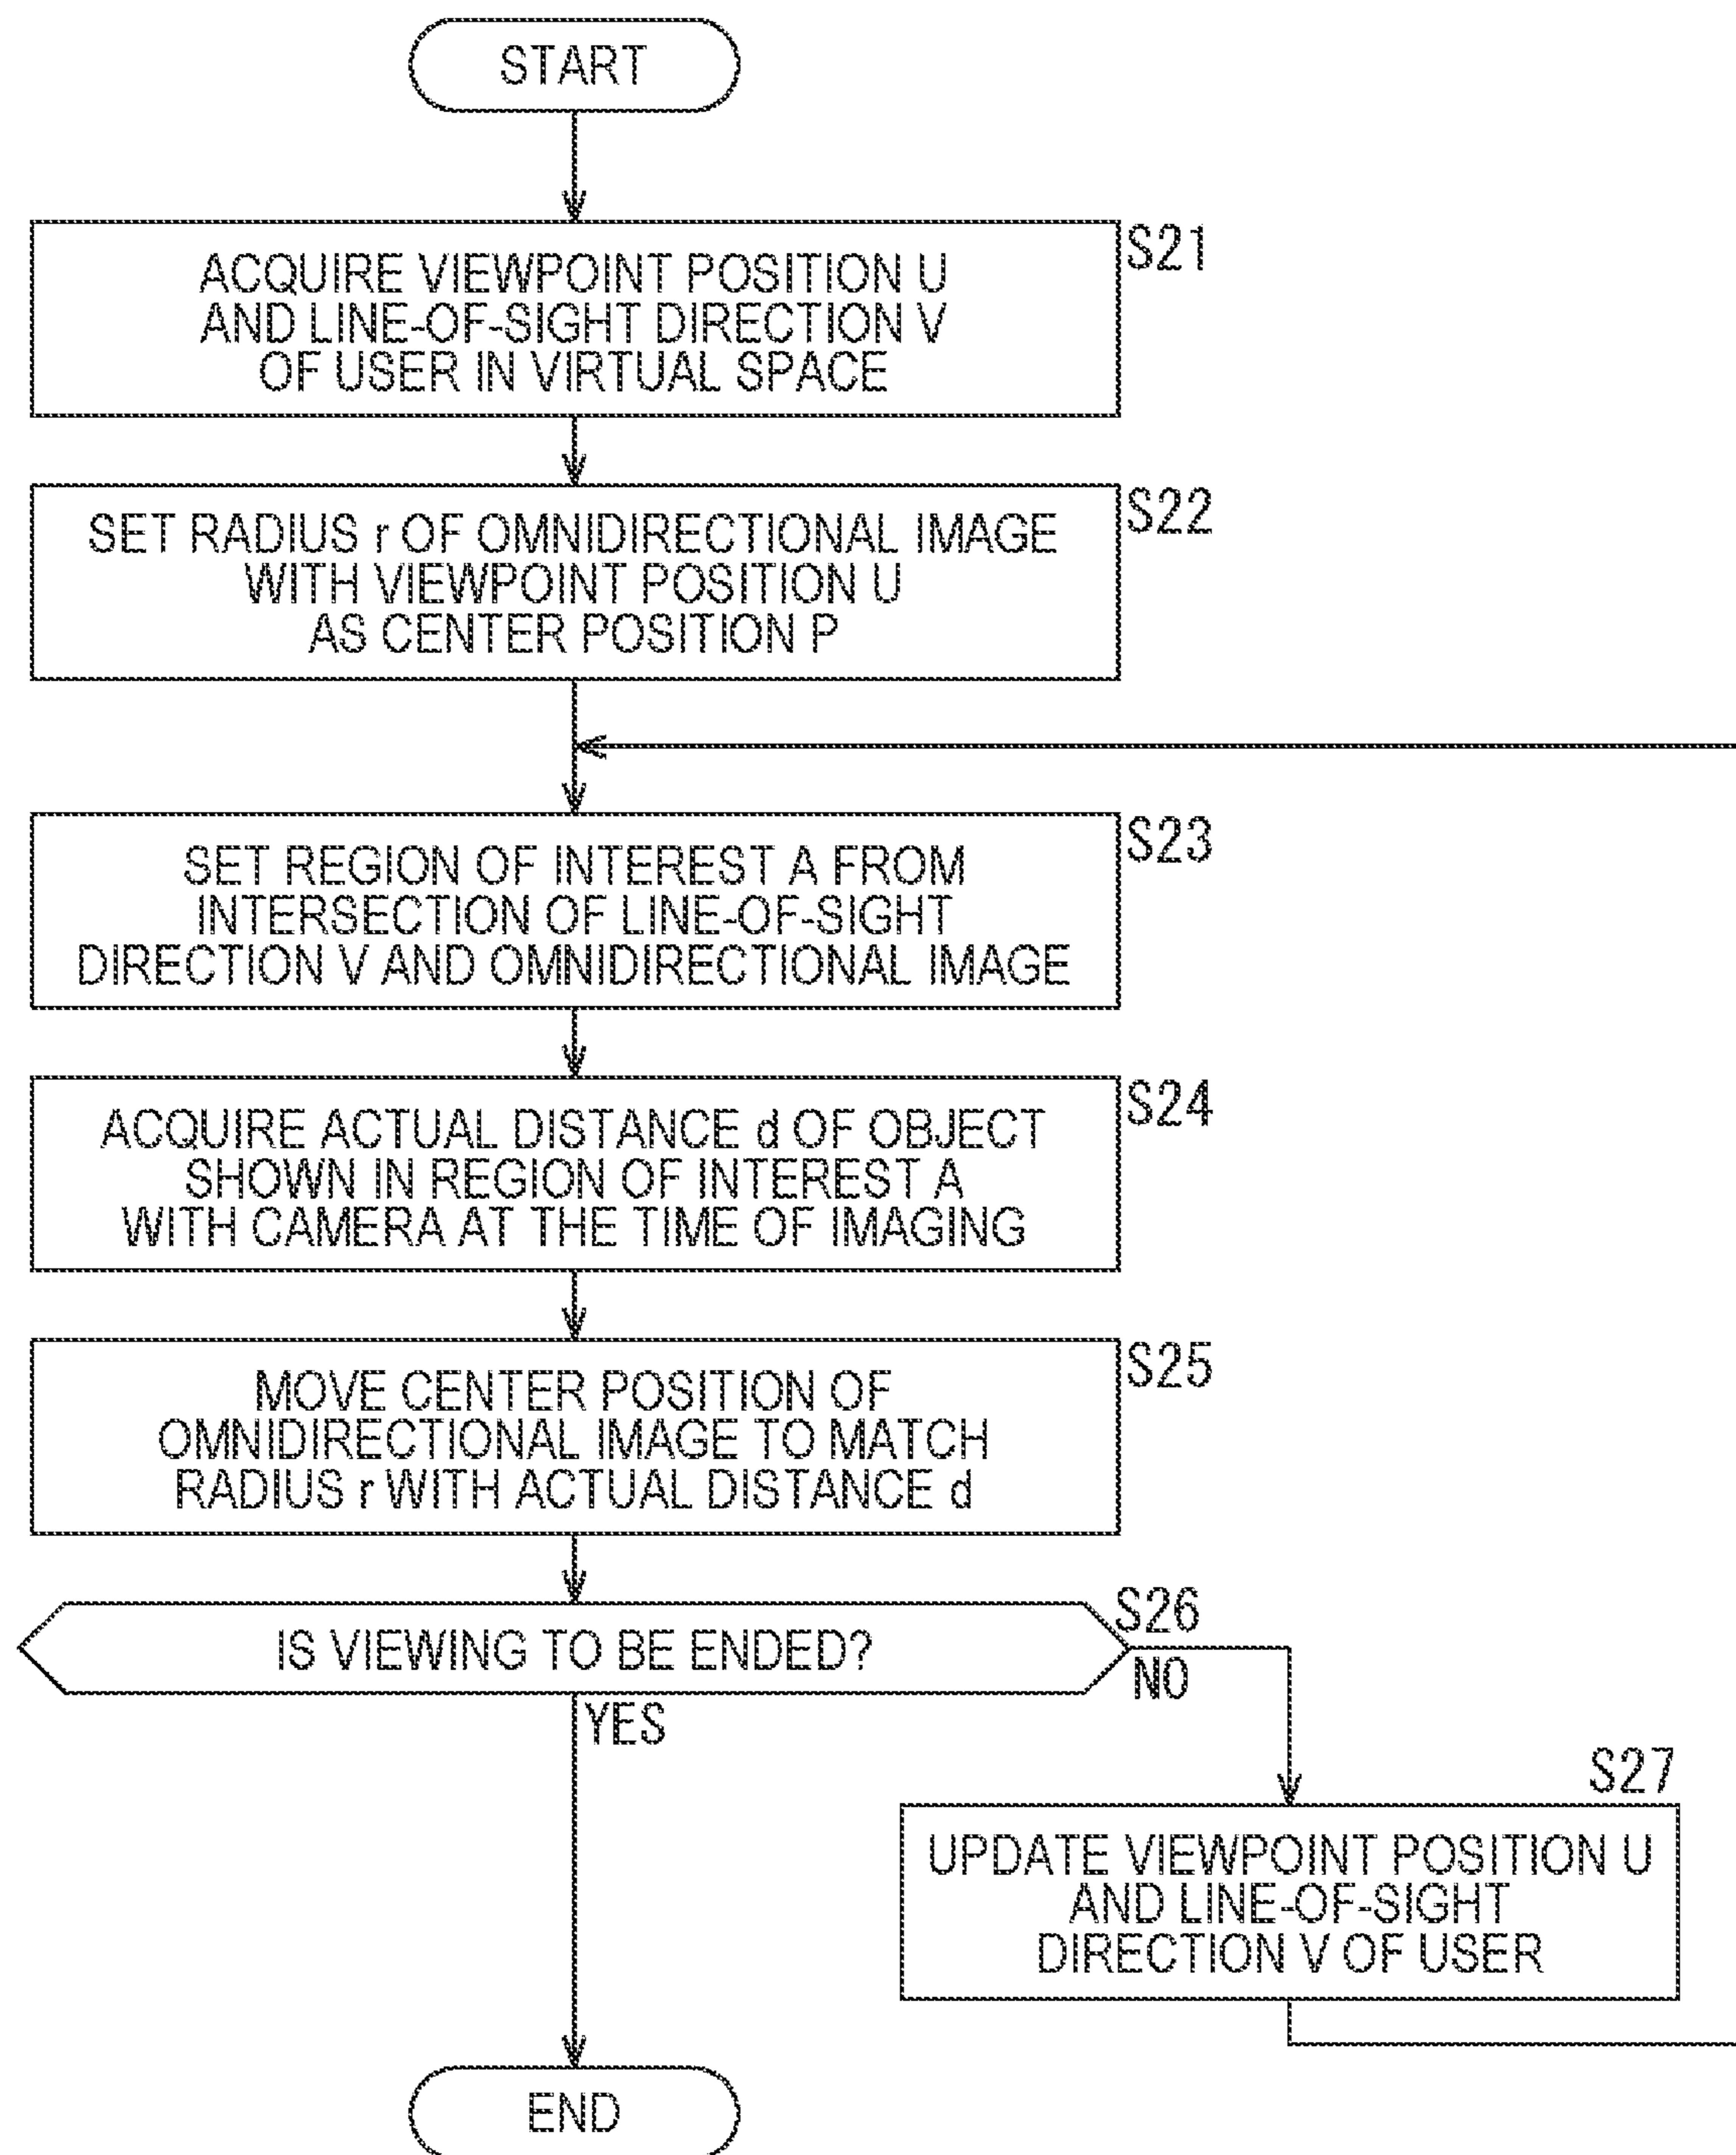 START
S21
ACQUIRE VIEWPOINT POSITION U
AND LINE-OF-SIGHT DIRECTION V
OF USER IN VIRTUAL SPACE
S22
SET RADIUS r OF OMNIDIRECTIONAL IMAGE
WITH VIEWPOINT POSITION U
AS CENTER POSITION P
S23
SET REGION OF INTEREST A FROM
INTERSECTION OF LINE-OF-SIGHT
DIRECTION V AND OMNIDIRECTIONAL IMAGE
S24
ACQUIRE ACTUAL DISTANCE d OF OBJECT
SHOWN IN REGION OF INTEREST A
WITH CAMERA AT THE TIME OF IMAGING
S25
MOVE CENTER POSITION OF
OMNIDIRECTIONAL IMAGE TO MATCH
RADIUS r WITH ACTUAL DISTANCE d
S26
IS VIEWING TO BE ENDED?
NO
YES
S27
UPDATE VIEWPOINT POSITION U
AND LINE-OF-SIGHT
DIRECTION V OF USER
END